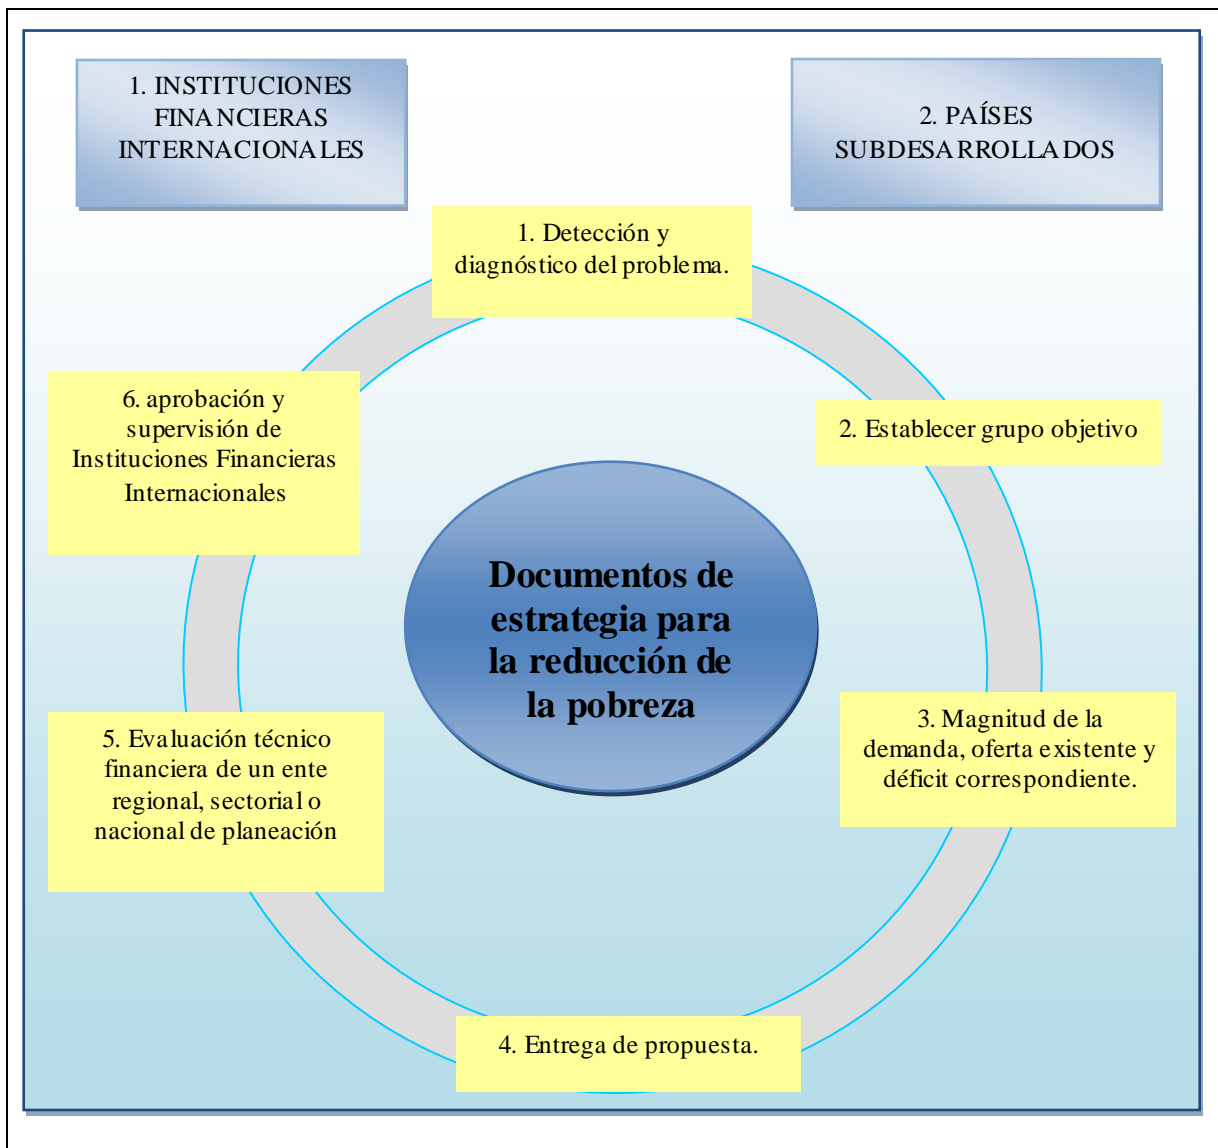 1. INSTITUCIONES
FINANCIERAS
INTERNACIONALES
2. PAÍSES
SUBDESARROLLADOS
1. Detección y
diagnóstico del problema.
2. Establecer grupo objetivo
3. Magnitud de la
demanda, oferta existente y
déficit correspondiente.
4. Entrega de propuesta.
5. Evaluación técnico
financiera de un ente
regional, sectorial o
nacional de planeación
6. aprobación y
supervisión de
Instituciones Financieras
Internacionales
Documentos de
estrategia para
la reducción de
la pobreza